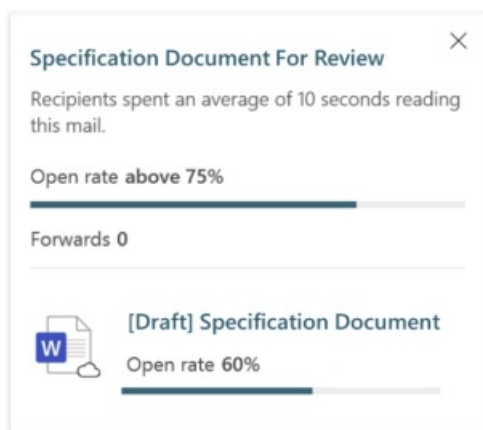 Specification Document For Review
Recipients spent an average of 10 seconds reading
this mail.
Open rate above 75%
Forwards 0
W
[Draft] Specification Document
Open rate 60%